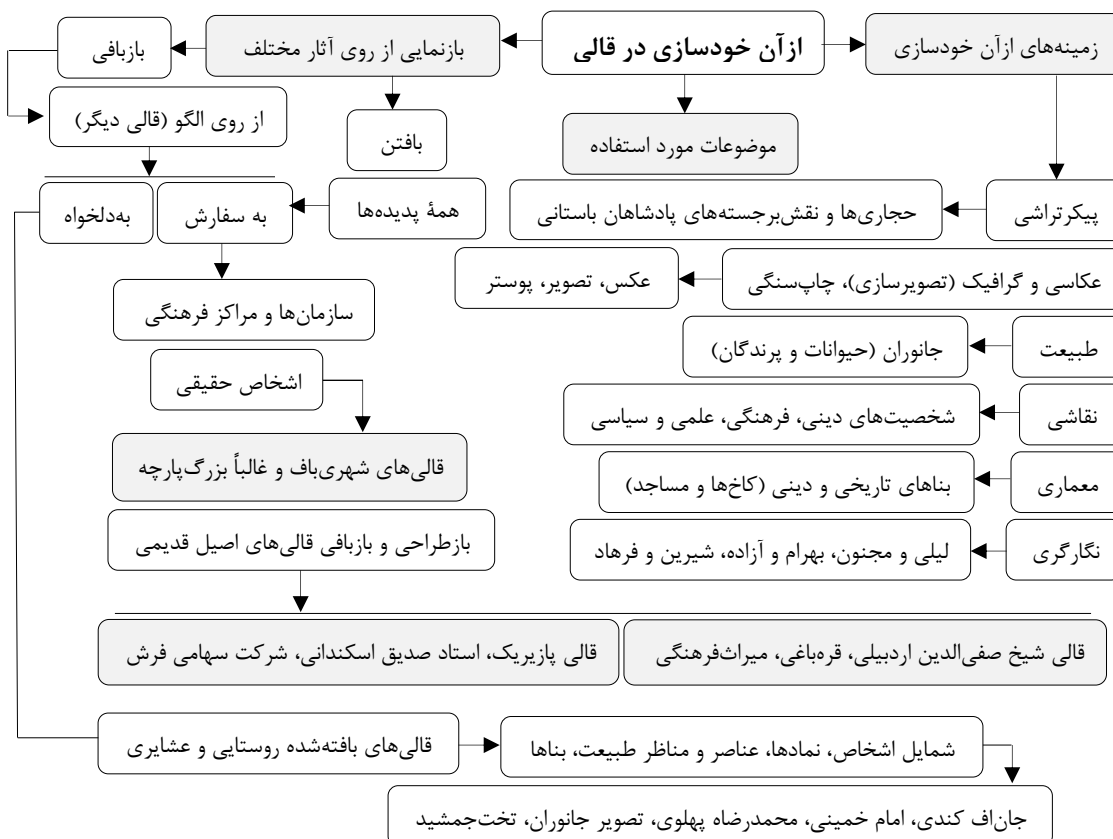 ازآن خودسازی در قالی
زمینه‌های ازآن خودسازی
بازنمایی از روی آثار مختلف
بازبافی
از روی الگو (قالی دیگر)
بافتن
موضوعات مورد استفاده
همۀ پدیده‌ها
به سفارش
به‌دلخواه
پیکرتراشی
حجاری‌ها و نقش‌برجسته‌های پادشاهان باستانی
عکاسی و گرافیک (تصویرسازی)، چاپ‌سنگی
عکس، تصویر، پوستر
سازمان‌ها و مراکز فرهنگی
طبیعت
جانوران (حیوانات و پرندگان)
اشخاص حقیقی
نقاشی
شخصیت‌های دینی، فرهنگی، علمی و سیاسی
قالی‌های شهری‌باف و غالباً بزرگ‌پارچه
معماری
بناهای تاریخی و دینی (کاخ‌ها و مساجد)
بازطراحی و بازبافی قالی‌های اصیل قدیمی
نگارگری
لیلی و مجنون، بهرام و آزاده، شیرین و فرهاد
قالی شیخ صفی‌الدین اردبیلی، قره‌باغی، میراث‌فرهنگی
قالی پازیریک، استاد صدیق اسکندانی، شرکت سهامی فرش
قالی‌های بافته‌شده روستایی و عشایری
شمایل اشخاص، نمادها، عناصر و مناظر طبیعت، بناها
جان‌اف کندی، امام خمینی، محمدرضاه پهلوی، تصویر جانوران، تخت‌جمشید